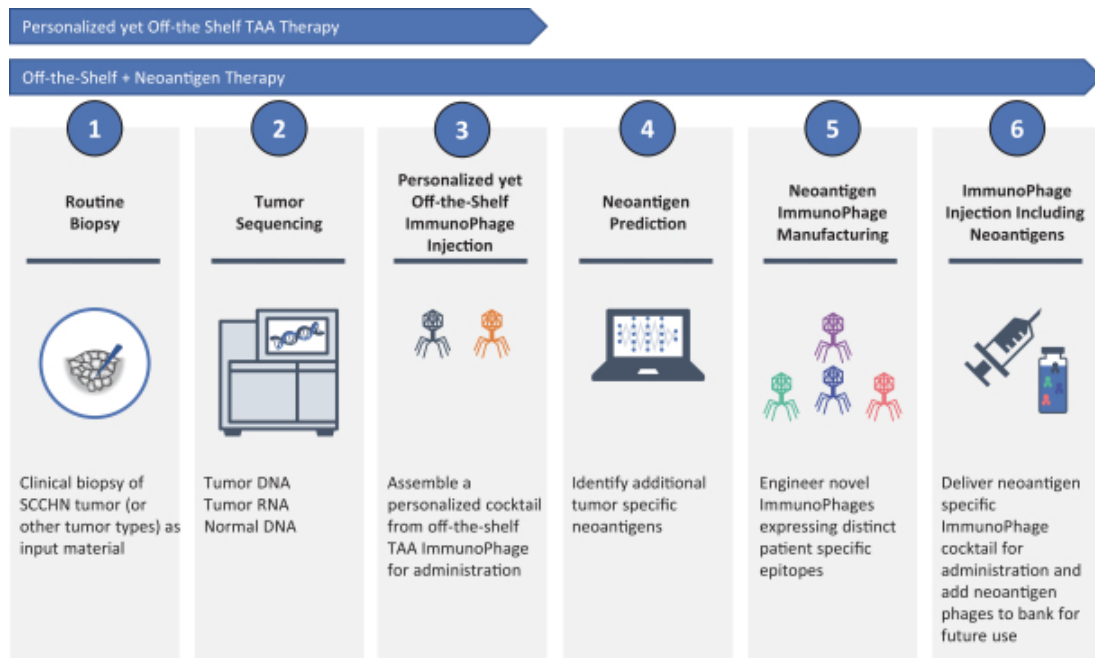 Personalized yet Off-the Shelf TAA Therapy
Off-the-Shelf + Neoantigen Therapy
1
Routine
Biopsy
Clinical biopsy of
SCCHN tumor (or
other tumor types) as
input material
2
Tumor
Sequencing
Tumor DNA
Tumor RNA
Normal DNA
3
Personalized yet
Off-the-Shelf
ImmunoPhage
Injection
Assemble a
personalized cocktail
from off-the-shelf
TAA ImmunoPhage
for administration
4
Neoantigen
Prediction
Identify additional
tumor specific
neoantigens
5
Neoantigen
ImmunoPhage
Manufacturing
Engineer novel
ImmunoPhages
expressing distinct
patient specific
epitopes
6
ImmunoPhage
Injection Including
Neoantigens
Deliver neoantigen
specific
ImmunoPhage
cocktail for
administration and
add neoantigen
phages to bank for
future use